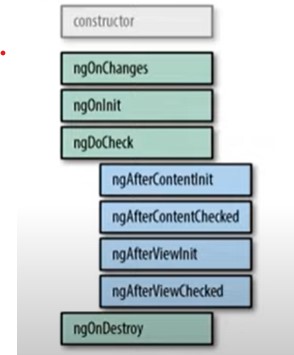 constructor
ngOnChanges
ngOnInit
ngDoCheck
ngAfterContentInit
ngAfterContentChecked
ngAfterViewInit
ngAfterViewChecked
ngOnDestroy